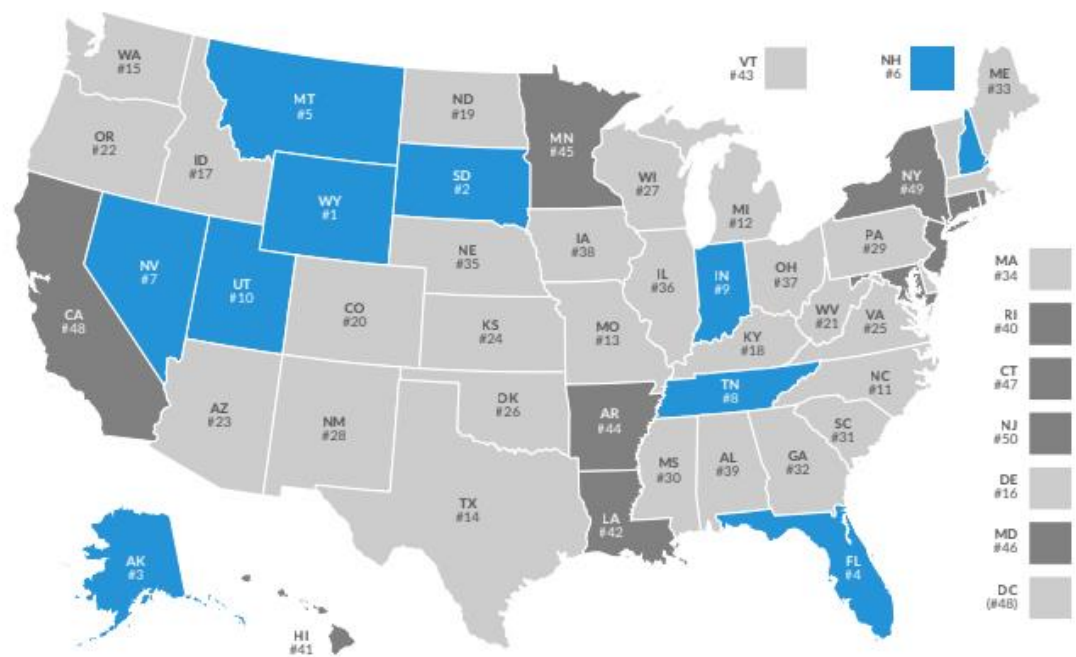 WA
#15
OR
#22
CA
#48
NV
#7
ID
#17
MT
#5
WY
#1
UT
#10
AZ
#23
CO
#20
NM
#28
ND
#19
SD
#2
NE
#35
KS
#24
OK
#26
TX
#14
MN
#45
IA
#38
MO
#13
AR
#44
LA
#42
WI
#27
IL
#36
MI
#12
IN
#9
OH
#37
KY
#18
TN
#8
MS
#30
AL
#39
GA
#32
FL
#4
SC
#31
NC
#11
VA
#25
WV
#21
PA
#29
NY
#49
ME
#33
VT
#43
NH
#6
MA
#34
RI
#40
CT
#47
NJ
#50
DE
#16
MD
#46
DC
(#48)
AK
#3
HI
#41